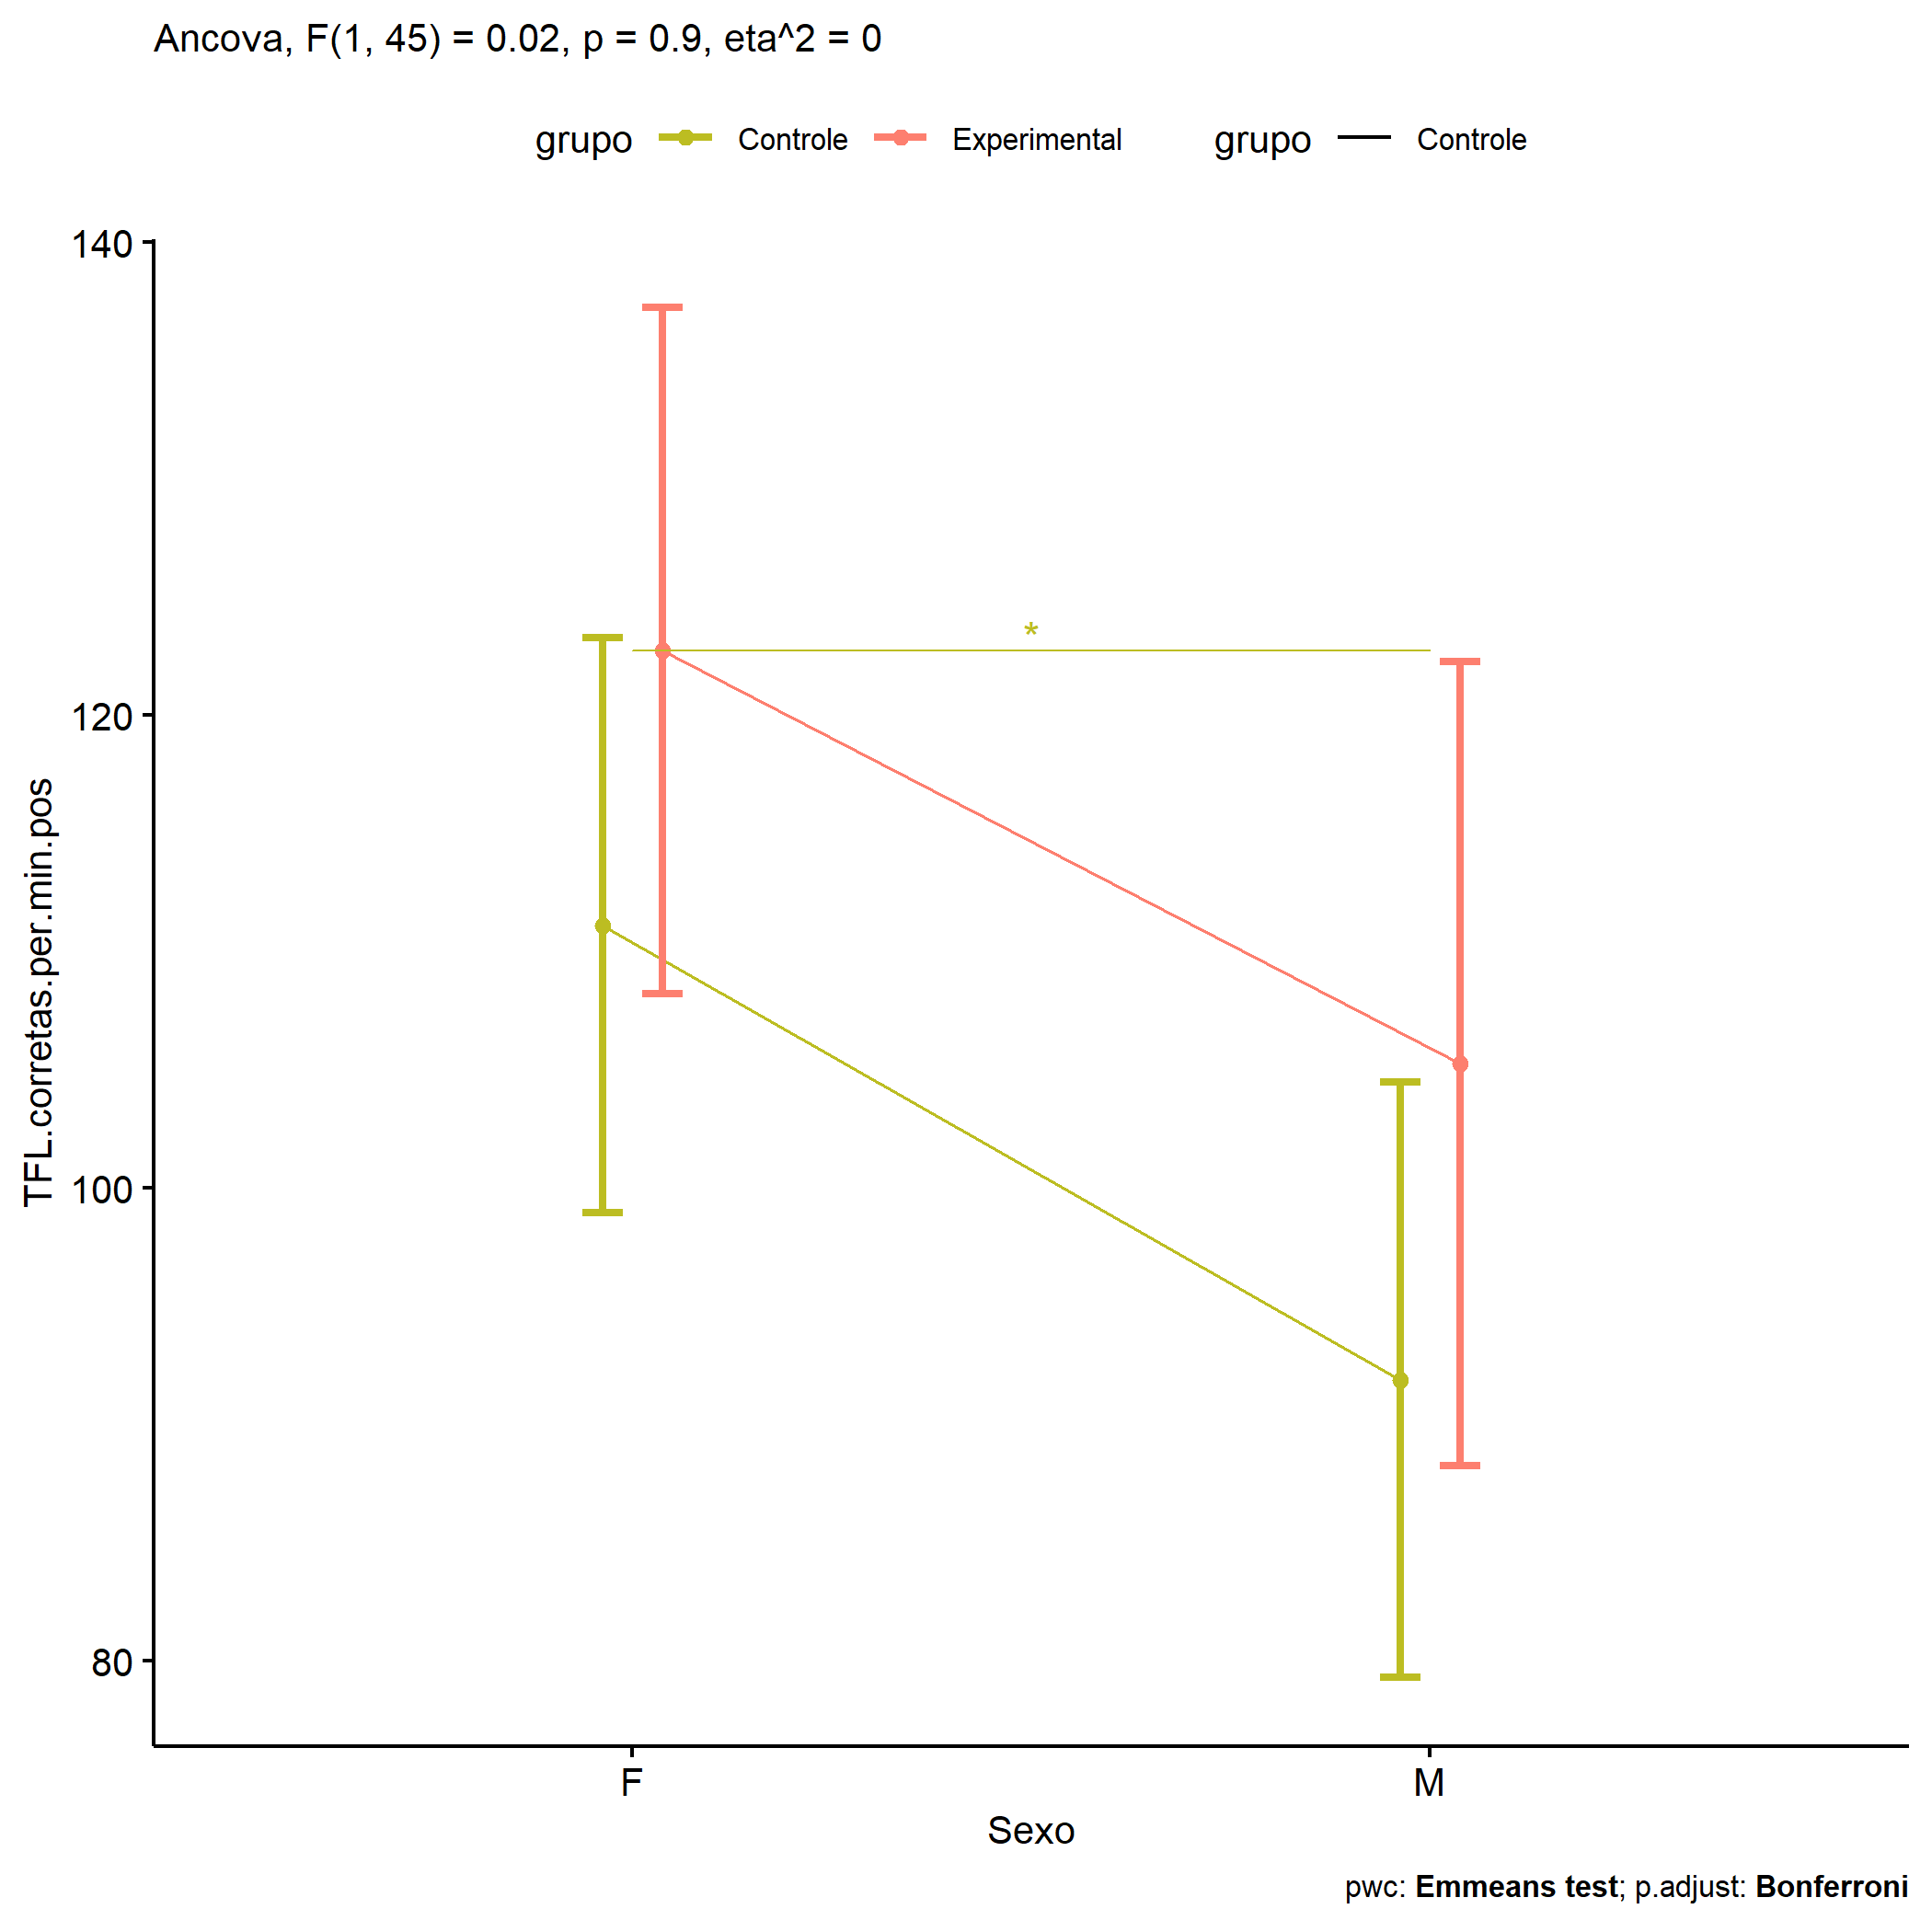 Ancova, F(1, 45) = 0.02, p = 0.9, eta^2 = 0
grupo Controle Experimental grupo Controle
140
120
100
80
TFL.corretas.per.min.pos
*
F M
Sexo
pwc: Emmeans test; p.adjust: Bonferroni